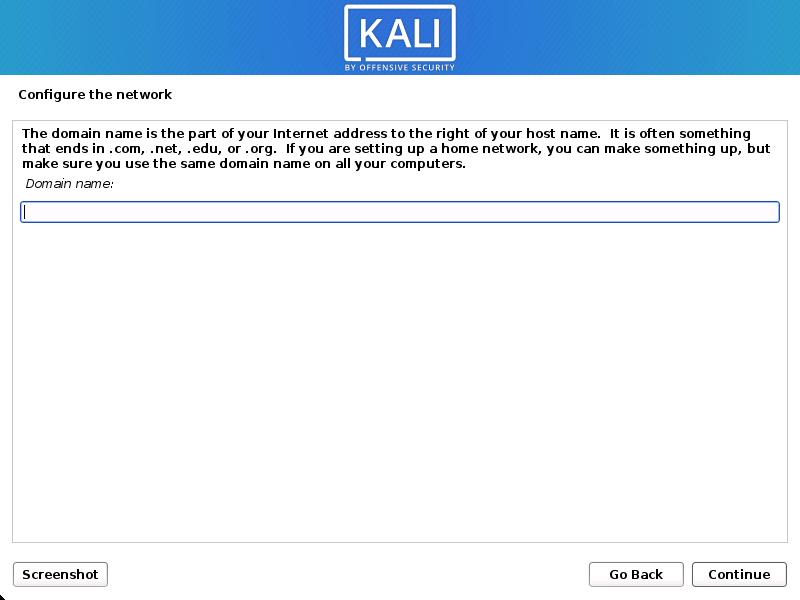 KALI
BY OFFENSIVE SECURITY
Configure the network
The domain name is the part of your Internet address to the right of your host name.  It is often something
that ends in .com, .net, .edu, or .org.  If you are setting up a home network, you can make something up, but
make sure you use the same domain name on all your computers.
Domain name:
Screenshot
Go Back
Continue